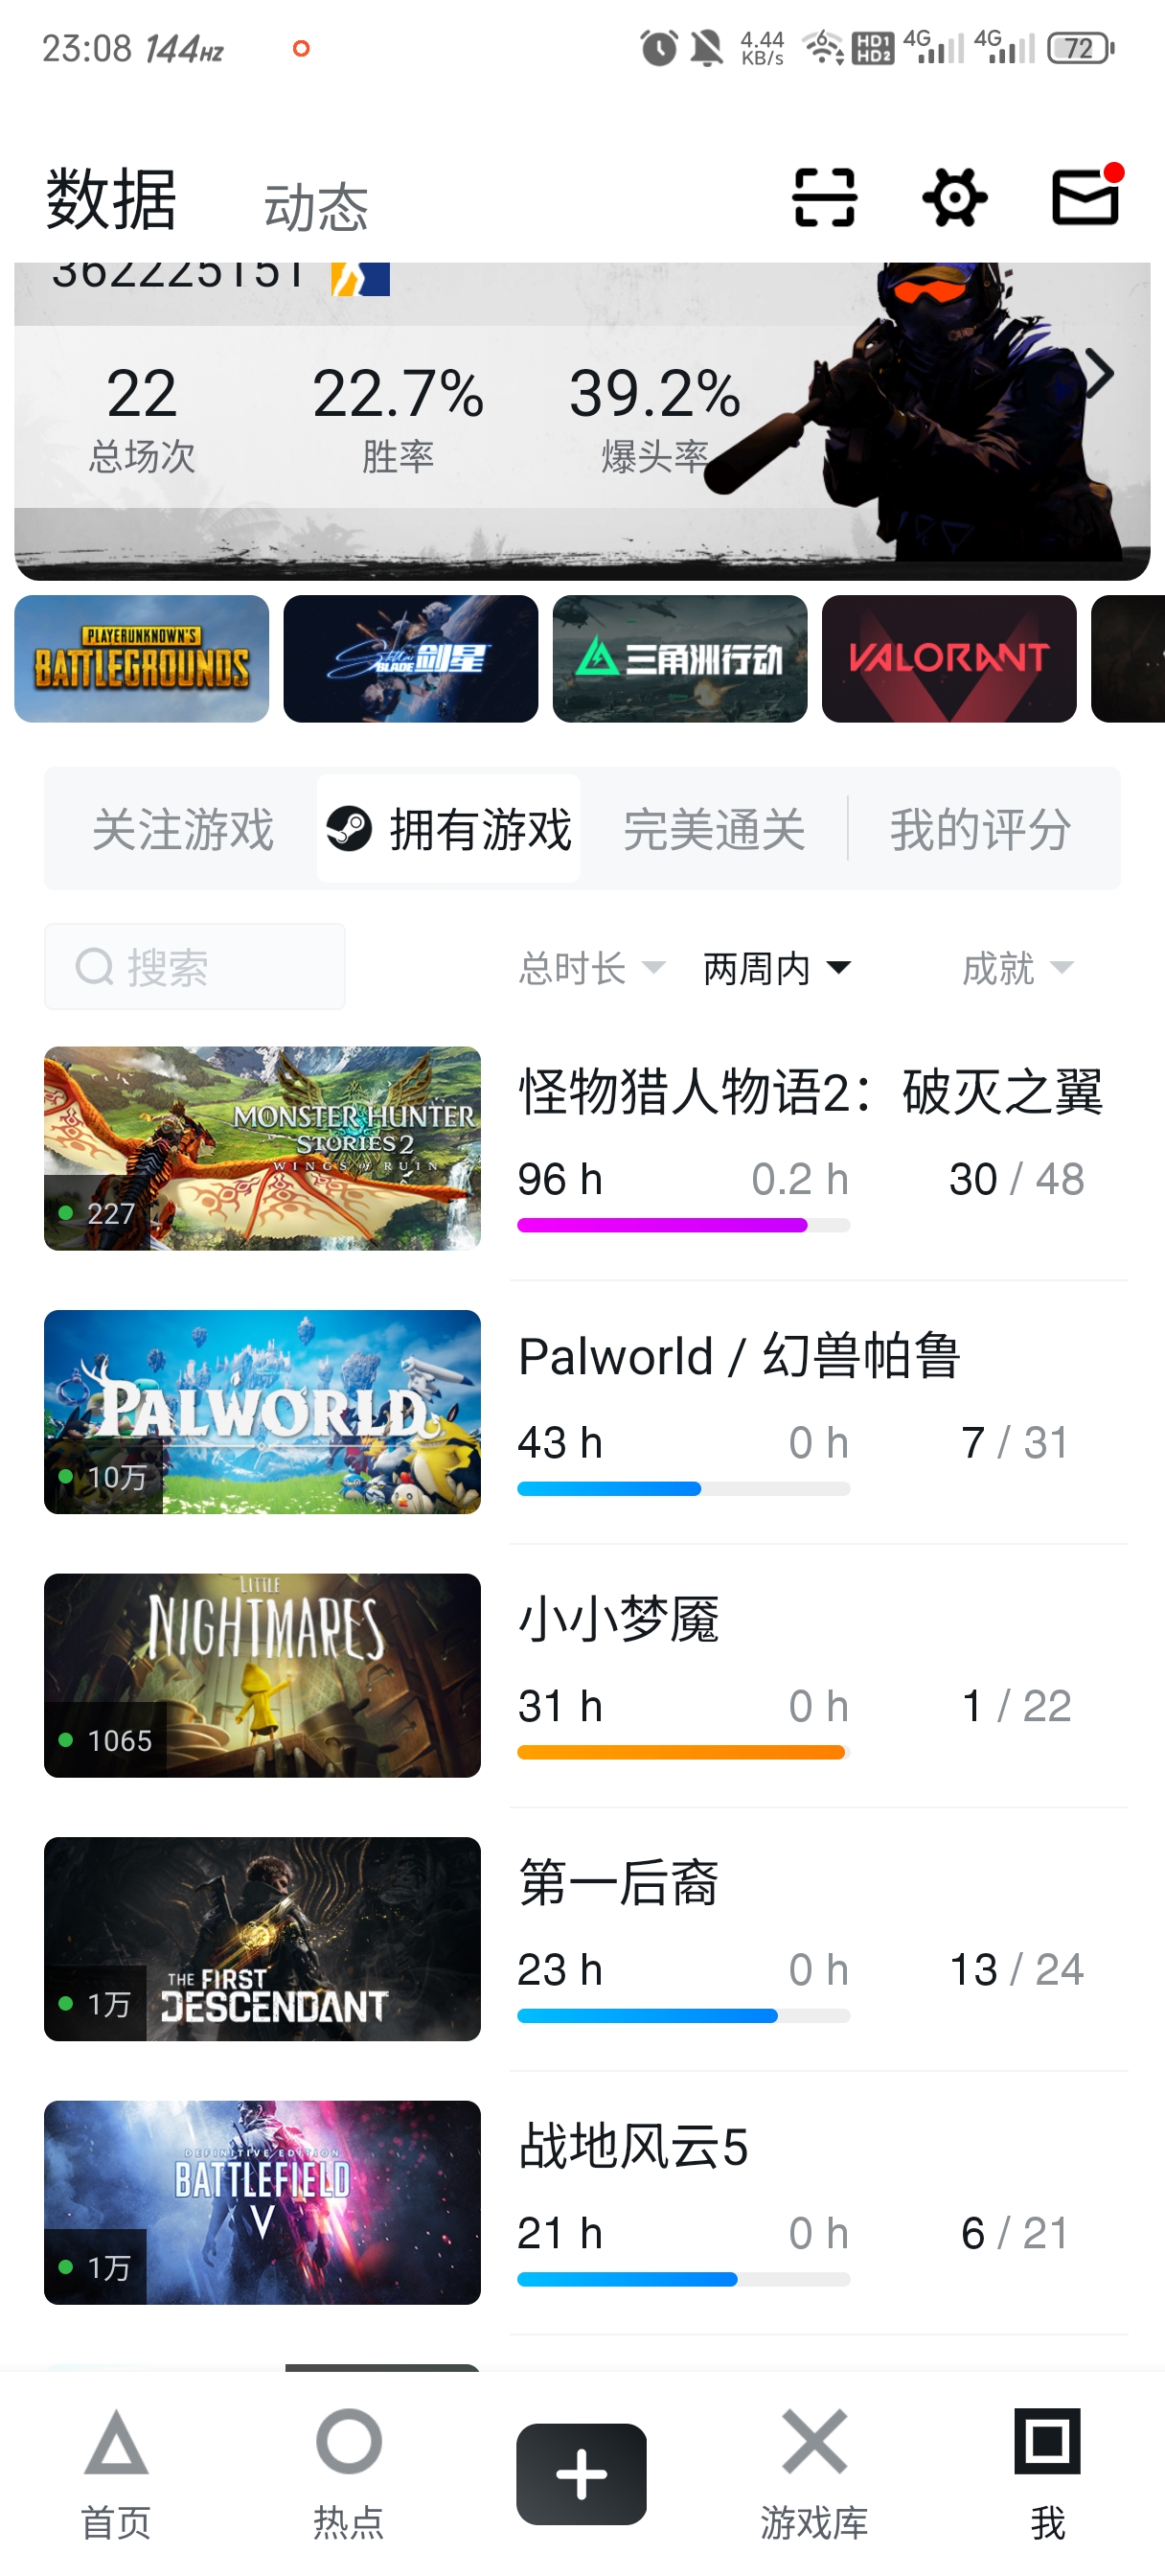 23:08 144HZ 4.44 KB/s 6 HD1 HD2 4G 4G 72
数据 动态
362225151
22 22.7% 39.2%
总场次 胜率 爆头率
PLAYERUNKNOWN'S
BATTLEGROUNDS
Stellar BLADE 剑星
三角洲行动
VALORANT
关注游戏 拥有游戏 完美通关 我的评分
搜索 总时长 两周内 成就
MONSTER HUNTER
STORIES 2
WINGS of RUIN
227
怪物猎人物语2：破灭之翼
96 h 0.2 h 30 / 48
PALWORLD
10万
Palworld / 幻兽帕鲁
43 h 0 h 7 / 31
LITTLE
NIGHTMARES
1065
小小梦魇
31 h 0 h 1 / 22
THE FIRST
DESCENDANT
1万
第一后裔
23 h 0 h 13 / 24
DEFINITIVE EDITION
BATTLEFIELD
V
1万
战地风云5
21 h 0 h 6 / 21
首页 热点 游戏库 我